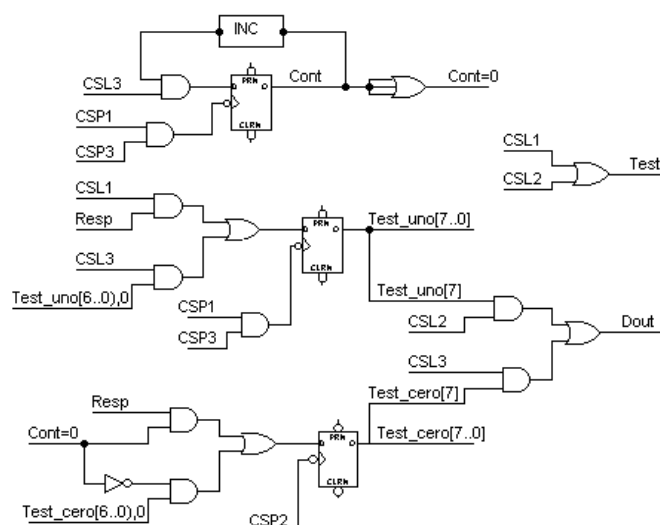 INC
Cont
Cont=0
CSL3
D
PRN
Q
CLRN
CSP1
CSP3
CSL1
CSL2
Test
CSL1
Resp
CSL3
Test_uno[6..0),0
D
PRN
Q
CLRN
Test_uno[7..0]
CSP1
CSP3
Test_uno[7]
CSL2
Dout
CSL3
Test_cero[7]
Resp
Cont=0
D
PRN
Q
CLRN
Test_cero[7..0]
Test_cero[6..0),0
CSP2